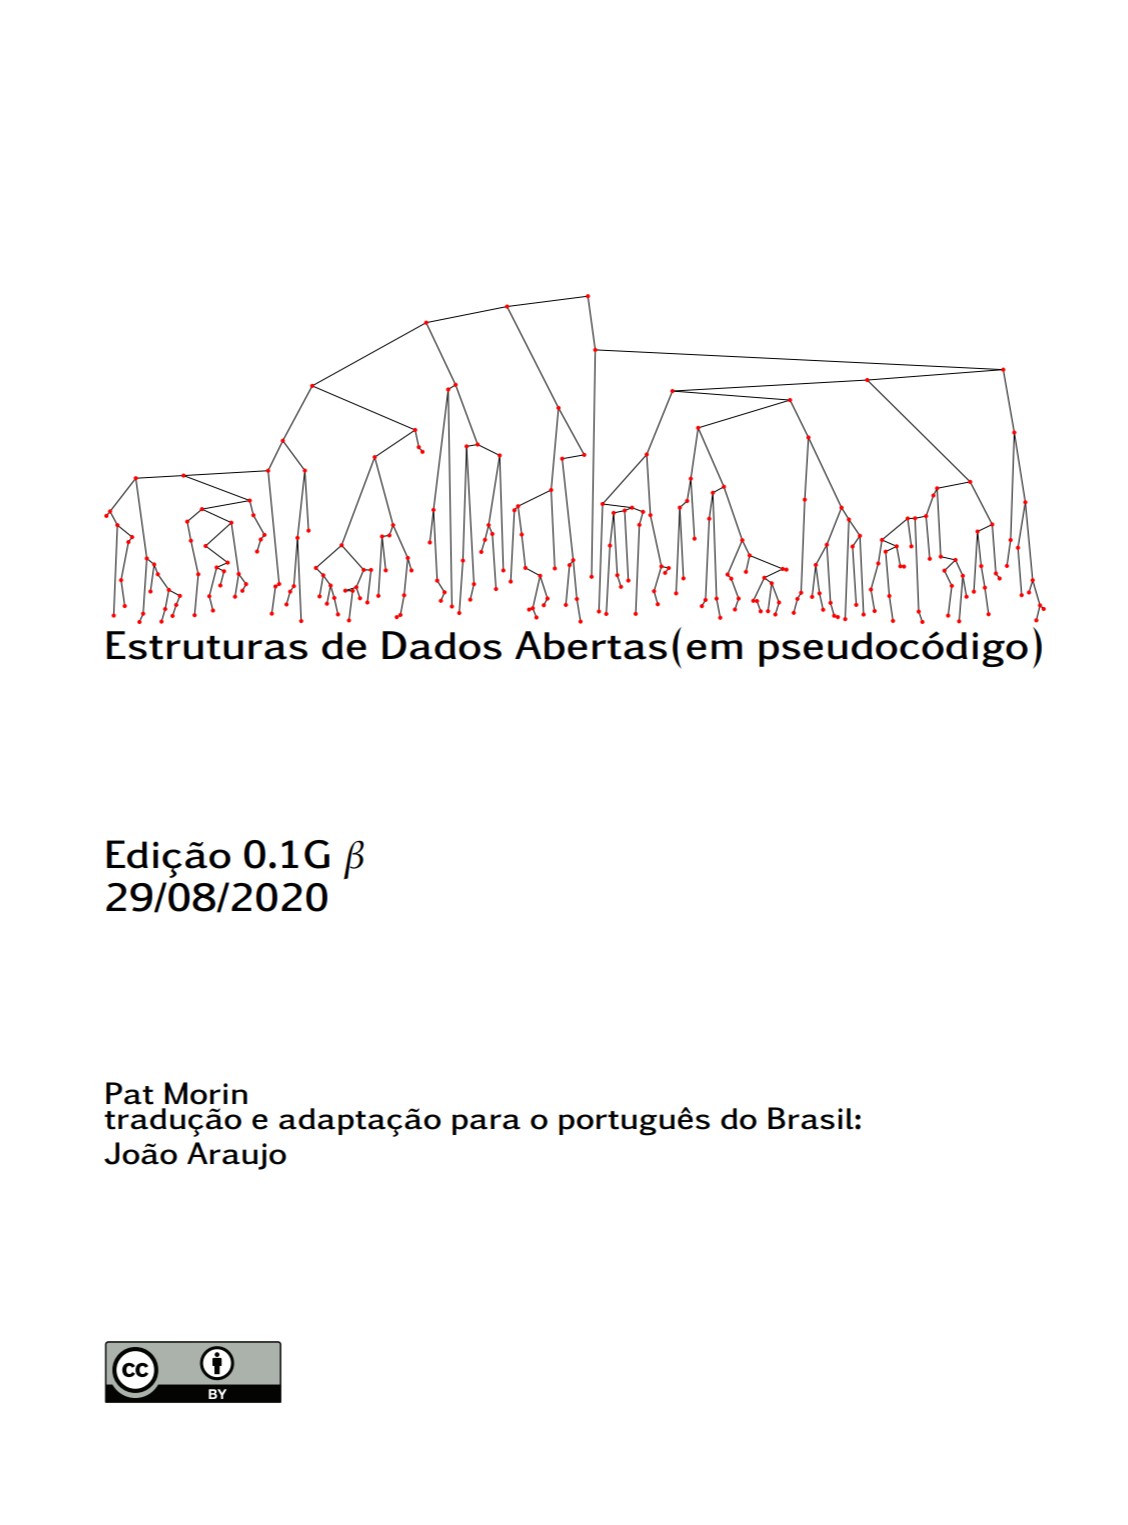 Estruturas de Dados Abertas(em pseudocódigo)
Edição 0.1G β
29/08/2020
Pat Morin
tradução e adaptação para o português do Brasil:
João Araujo
CC
BY